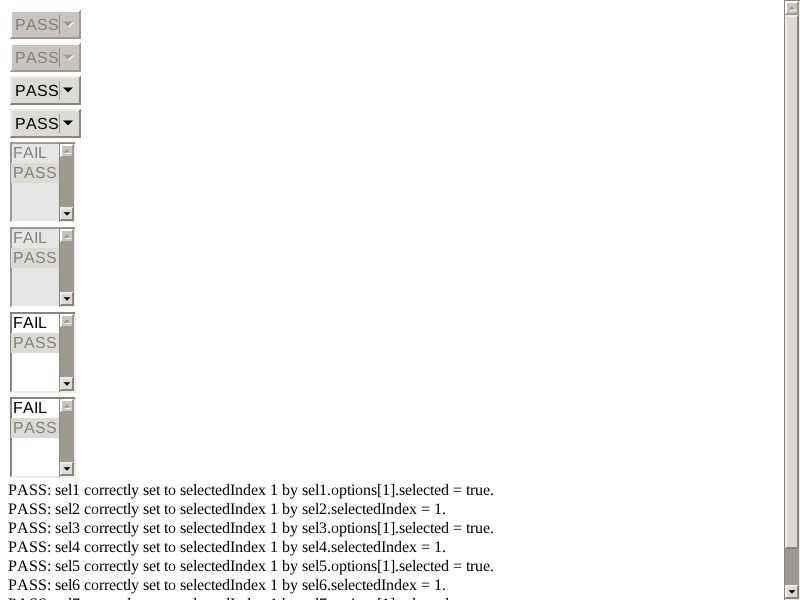 PASS
PASS
PASS
PASS
FAIL
PASS
FAIL
PASS
FAIL
PASS
FAIL
PASS
PASS: sel1 correctly set to selectedIndex 1 by sel1.options[1].selected = true.
PASS: sel2 correctly set to selectedIndex 1 by sel2.selectedIndex = 1.
PASS: sel3 correctly set to selectedIndex 1 by sel3.options[1].selected = true.
PASS: sel4 correctly set to selectedIndex 1 by sel4.selectedIndex = 1.
PASS: sel5 correctly set to selectedIndex 1 by sel5.options[1].selected = true.
PASS: sel6 correctly set to selectedIndex 1 by sel6.selectedIndex = 1.